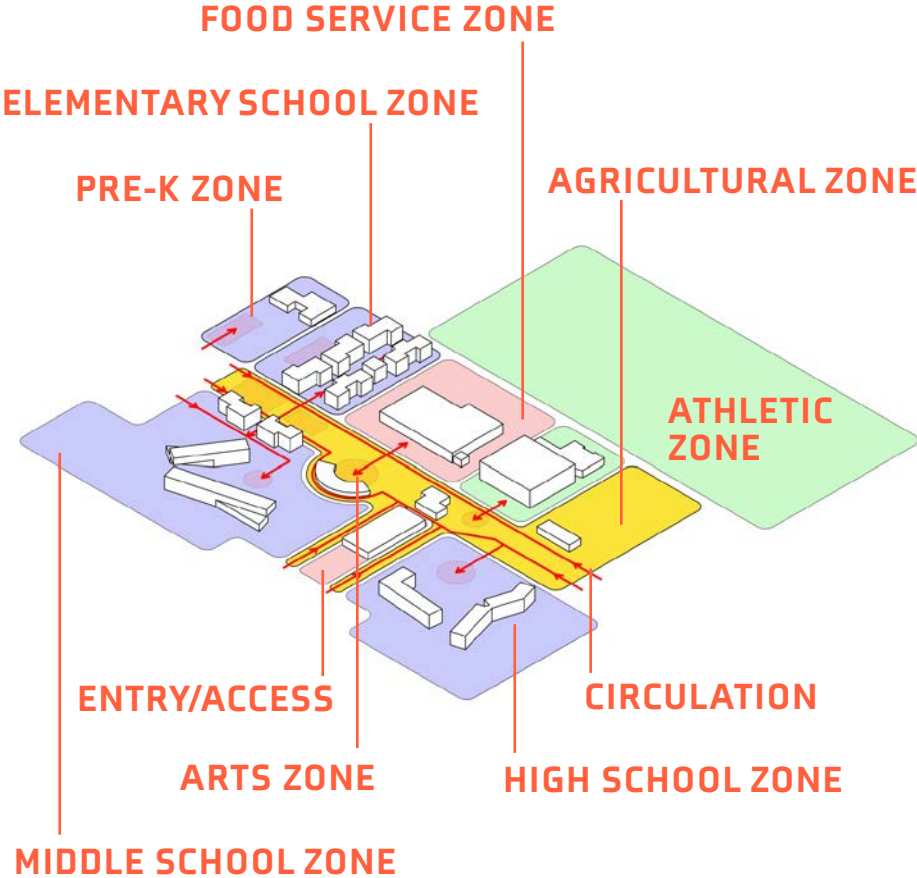 FOOD SERVICE ZONE
ELEMENTARY SCHOOL ZONE
PRE-K ZONE
AGRICULTURAL ZONE
ATHLETIC
ZONE
ENTRY/ACCESS
CIRCULATION
ARTS ZONE
HIGH SCHOOL ZONE
MIDDLE SCHOOL ZONE